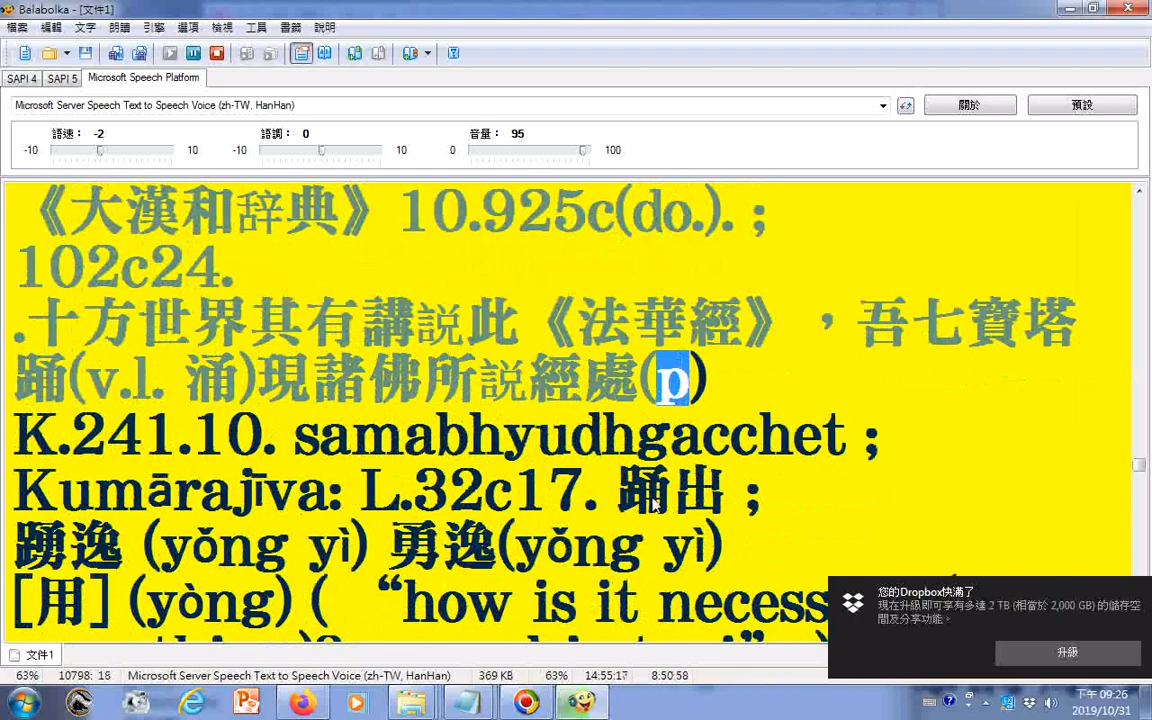 Balabolka - [文件1]
檔案 編輯 文字 朗讀 引擎 選項 檢視 工具 書籤 說明
SAPI 4 SAPI 5 Microsoft Speech Platform
Microsoft Server Speech Text to Speech Voice (zh-TW, HanHan)
關於 預設
語速： -2 語調： 0 音量： 95
-10 10 -10 10 0 100
《大漢和辞典》10.925c(do.).；
102c24.
.十方世界其有講説此《法華經》，吾七寶塔
踊(v.l. 涌)現諸佛所説經處(p)
K.241.10. samabhyudhgacchet；
Kumārajīva: L.32c17. 踊出；
踴逸 (yǒng yì) 勇逸(yǒng yì)
[用] (yòng) ( “how is it necess
您的Dropbox快滿了
現在升級即可享有多達 2 TB (相當於 2,000 GB) 的儲存空
間及分享功能。
升級
文件1
63% 10798: 18 Microsoft Server Speech Text to Speech Voice (zh-TW, HanHan) 369 KB 63% 14:55:17 8:50:58
下午 09:26
2019/10/31